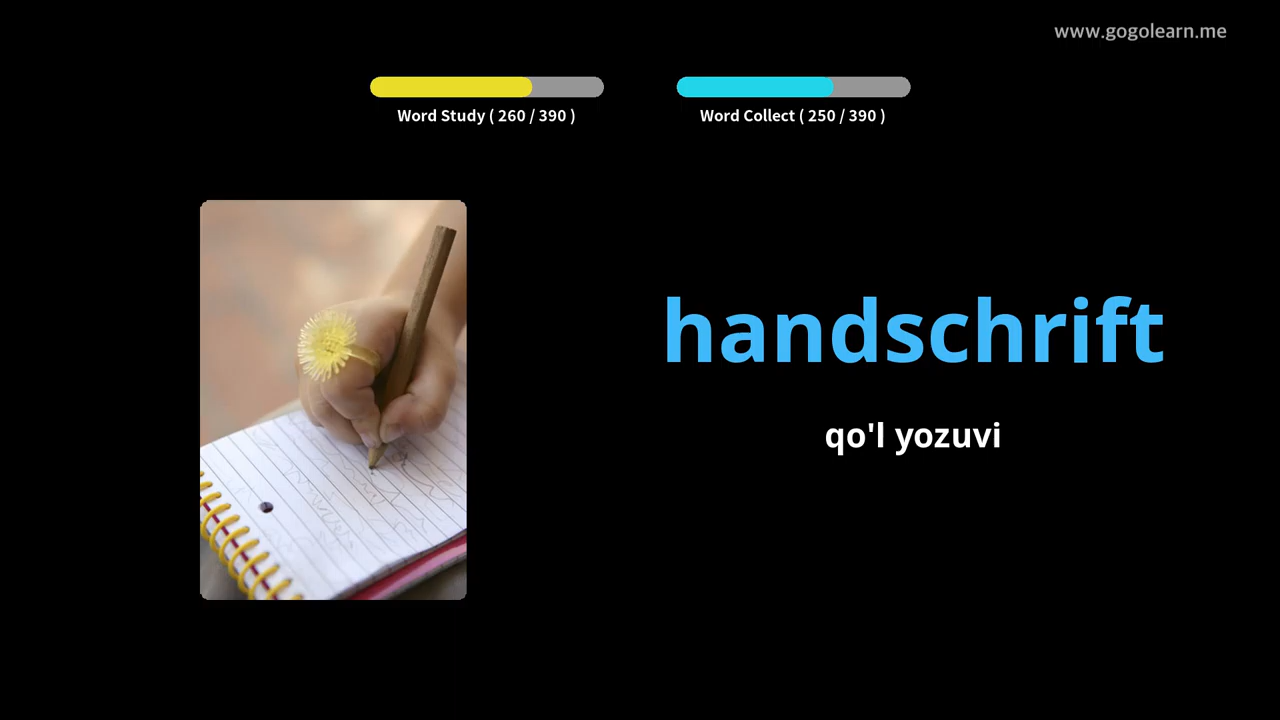 www.gogolearn.me
Word Study ( 260 / 390 )
Word Collect ( 250 / 390 )
handschrift
qo'l yozuvi